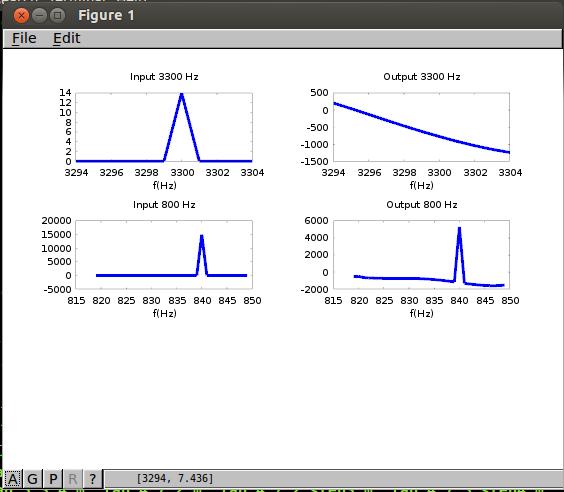 Figure 1
File Edit
Input 3300 Hz
14
12
10
8
6
4
2
0
3294 3296 3298 3300 3302 3304
f(Hz)
Output 3300 Hz
500
0
-500
-1000
-1500
3294 3296 3298 3300 3302 3304
f(Hz)
Input 800 Hz
20000
15000
10000
5000
0
-5000
815 820 825 830 835 840 845 850
f(Hz)
Output 800 Hz
6000
4000
2000
0
-2000
815 820 825 830 835 840 845 850
f(Hz)
A G P R ? [3294, 7.436]